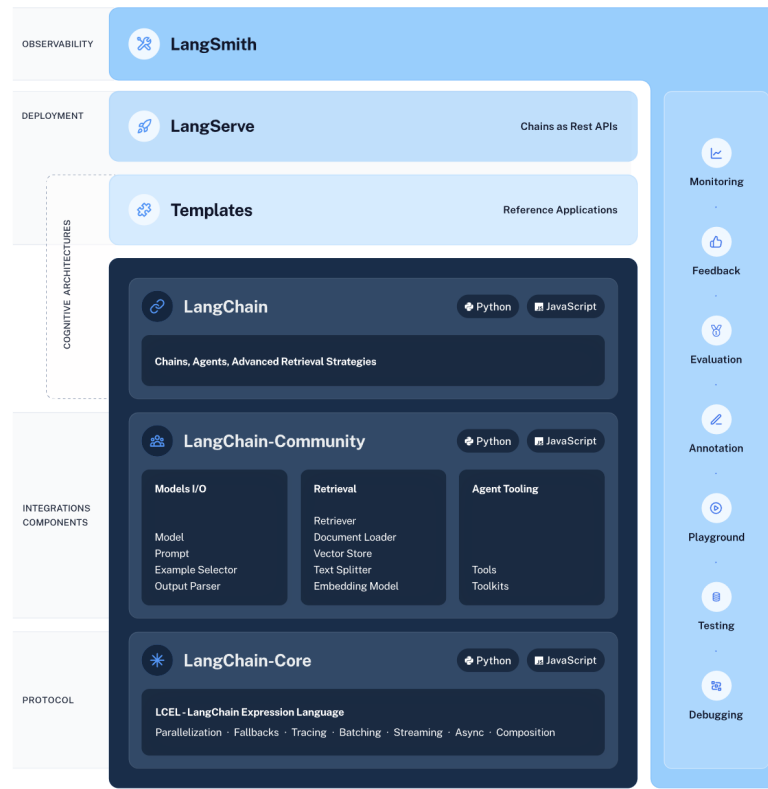 OBSERVABILITY
LangSmith
DEPLOYMENT
LangServe
Chains as Rest APIs
Templates
Reference Applications
COGNITIVE ARCHITECTURES
LangChain
Python
JavaScript
Chains, Agents, Advanced Retrieval Strategies
INTEGRATIONS
COMPONENTS
LangChain-Community
Python
JavaScript
Models I/O
Model
Prompt
Example Selector
Output Parser
Retrieval
Retriever
Document Loader
Vector Store
Text Splitter
Embedding Model
Agent Tooling
Tools
Toolkits
PROTOCOL
LangChain-Core
Python
JavaScript
LCEL - LangChain Expression Language
Parallelization · Fallbacks · Tracing · Batching · Streaming · Async · Composition
Monitoring
Feedback
Evaluation
Annotation
Playground
Testing
Debugging